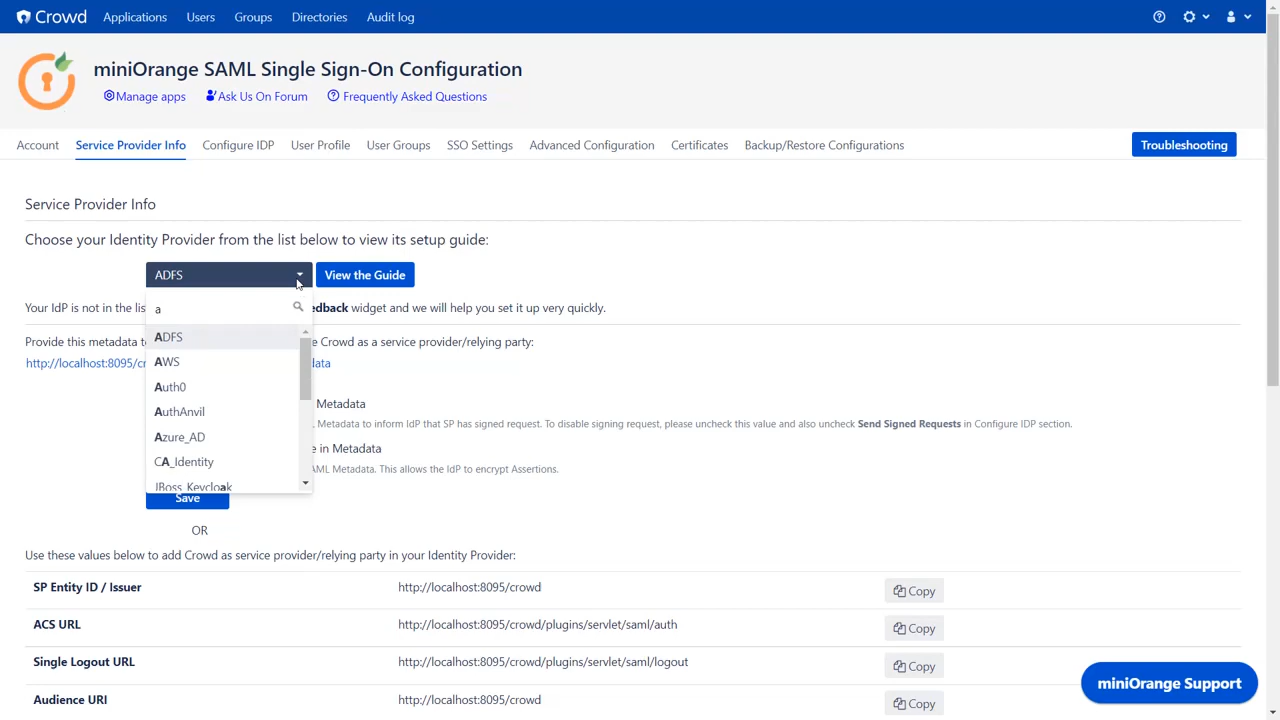 Crowd Applications Users Groups Directories Audit log
miniOrange SAML Single Sign-On Configuration
Manage apps Ask Us On Forum Frequently Asked Questions
Account Service Provider Info Configure IDP User Profile User Groups SSO Settings Advanced Configuration Certificates Backup/Restore Configurations Troubleshooting
Service Provider Info
Choose your Identity Provider from the list below to view its setup guide:
ADFS View the Guide
Your IdP is not in the lis edback widget and we will help you set it up very quickly.
a
ADFS
Provide this metadata to e Crowd as a service provider/relying party:
AWS
http://localhost:8095/cr data
Auth0
Metadata
AuthAnvil
Metadata to inform IdP that SP has signed request. To disable signing request, please uncheck this value and also uncheck Send Signed Requests in Configure IDP section.
Azure_AD
e in Metadata
CA_Identity
AML Metadata. This allows the IdP to encrypt Assertions.
JBoss_Keycloak
Save
OR
Use these values below to add Crowd as service provider/relying party in your Identity Provider:
SP Entity ID / Issuer http://localhost:8095/crowd Copy
ACS URL http://localhost:8095/crowd/plugins/servlet/saml/auth Copy
Single Logout URL http://localhost:8095/crowd/plugins/servlet/saml/logout Copy
Audience URI http://localhost:8095/crowd Copy
miniOrange Support